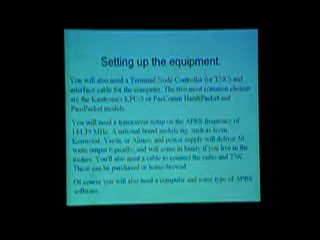 Setting up the equipment.
You will also need a Terminal Node Controller (or TNC) and
interface cable for the computer. The two most common choices
are the Kantronics KPC-3 or PacComm HandiPacket and
PicoPacket models.
You will need a transceiver setup on the APRS frequency of
144.39 MHz. A national brand mobile rig, such as Icom,
Kenwood, Yaesu, or Alinco, and power supply will deliver 50
watts output typically, and will come in handy if you live in the
You'll also need a cable to connect the radio and TNC.
These can be purchased or homebrewed.
Of course you will also need a computer and some type of APRS
software.